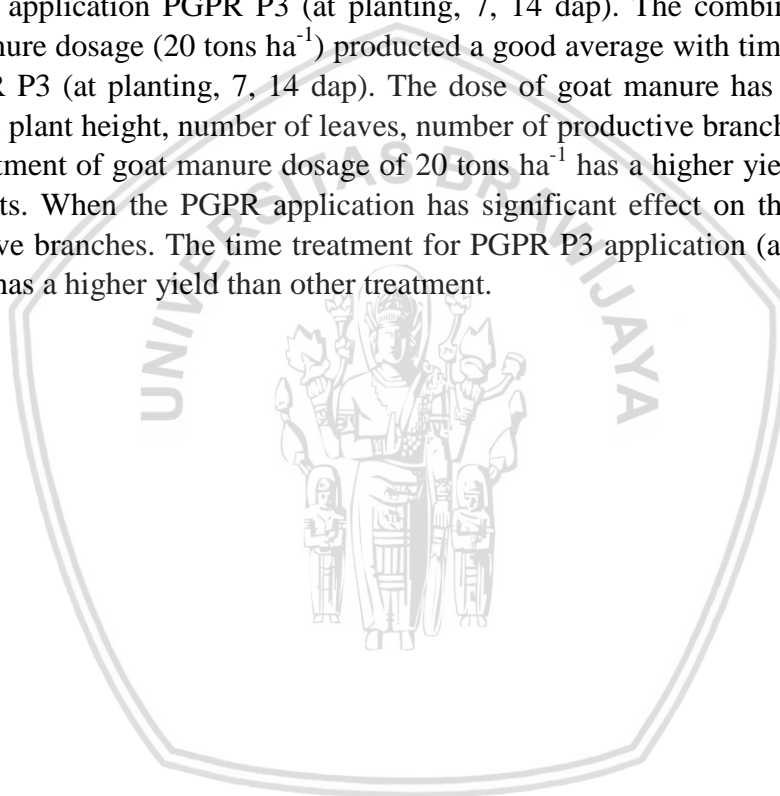 application PGPR P3 (at planting, 7, 14 dap). The combin
nure dosage (20 tons ha-1) producted a good average with tim
R P3 (at planting, 7, 14 dap). The dose of goat manure has
plant height, number of leaves, number of productive branch
tment of goat manure dosage of 20 tons ha-1 has a higher yie
ts. When the PGPR application has significant effect on th
ve branches. The time treatment for PGPR P3 application (a
has a higher yield than other treatment.
UNIVERSITAS BRAWIJAYA